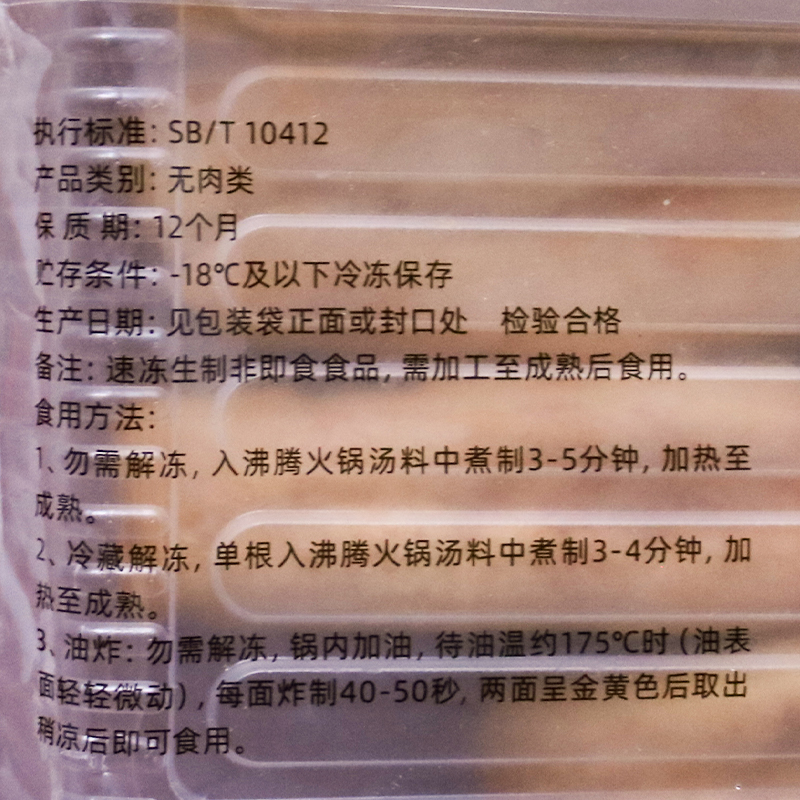 执行标准: SB/T 10412
产品类别: 无肉类
保 质 期: 12个月
贮存条件: -18℃及以下冷冻保存
生产日期: 见包装袋正面或封口处 检验合格
备注: 速冻生制非即食食品, 需加工至成熟后食用。
食用方法:
1、勿需解冻, 入沸腾火锅汤料中煮制3-5分钟, 加热至
成熟。
2、冷藏解冻, 单根入沸腾火锅汤料中煮制3-4分钟, 加
热至成熟。
3、油炸: 勿需解冻, 锅内加油, 待油温约175℃时 (油表
面轻轻微动), 每面炸制40-50秒, 两面呈金黄色后取出
稍凉后即可食用。